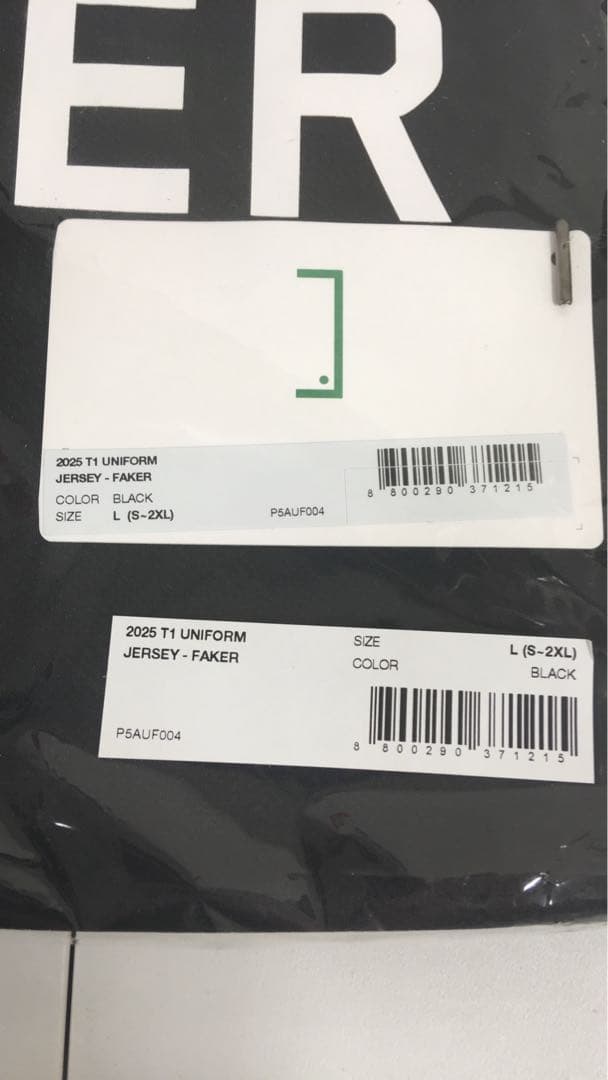 ER
2025 T1 UNIFORM
JERSEY - FAKER
COLOR BLACK
SIZE L (S~2XL)
P5AUF004
8 800290 371215
2025 T1 UNIFORM
JERSEY - FAKER
SIZE L (S~2XL)
COLOR BLACK
P5AUF004
8 800290 371215